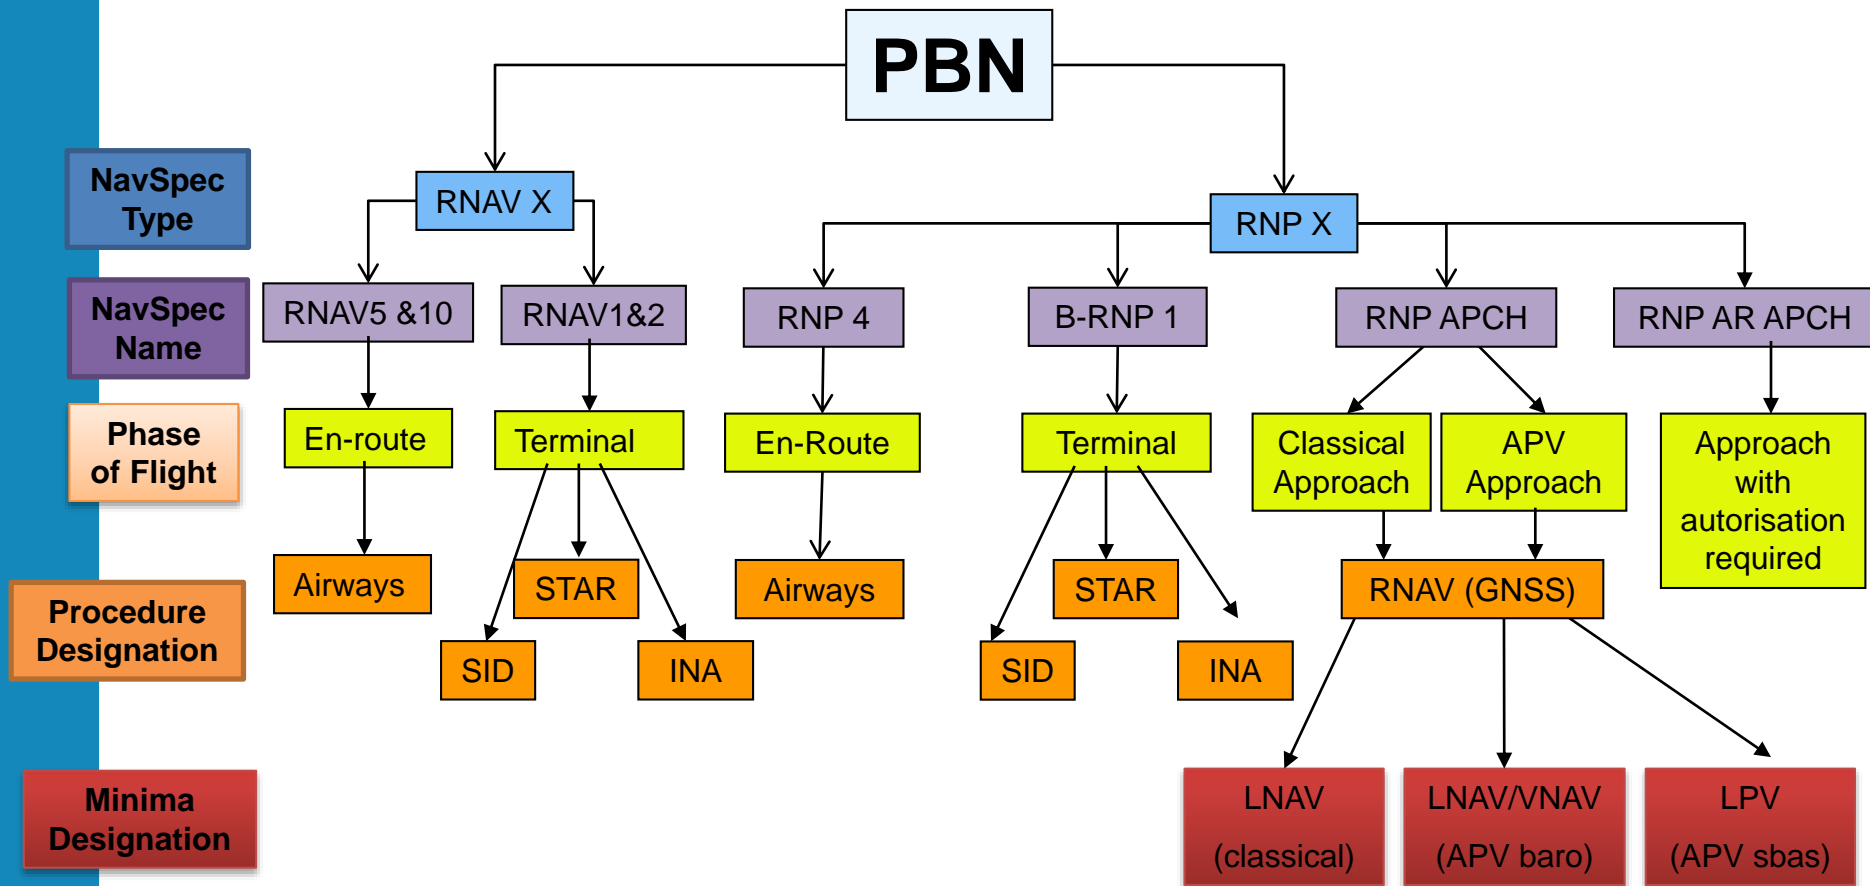 PBN
NavSpec
Type
RNAV X
RNP X
NavSpec
Name
RNAV5 &10
RNAV1&2
RNP 4
B-RNP 1
RNP APCH
RNP AR APCH
Phase
of Flight
En-route
Terminal
En-Route
Terminal
Classical
Approach
APV
Approach
Approach
with
autorisation
required
Procedure
Designation
Airways
STAR
SID
INA
Airways
STAR
SID
INA
RNAV (GNSS)
Minima
Designation
LNAV
(classical)
LNAV/VNAV
(APV baro)
LPV
(APV sbas)